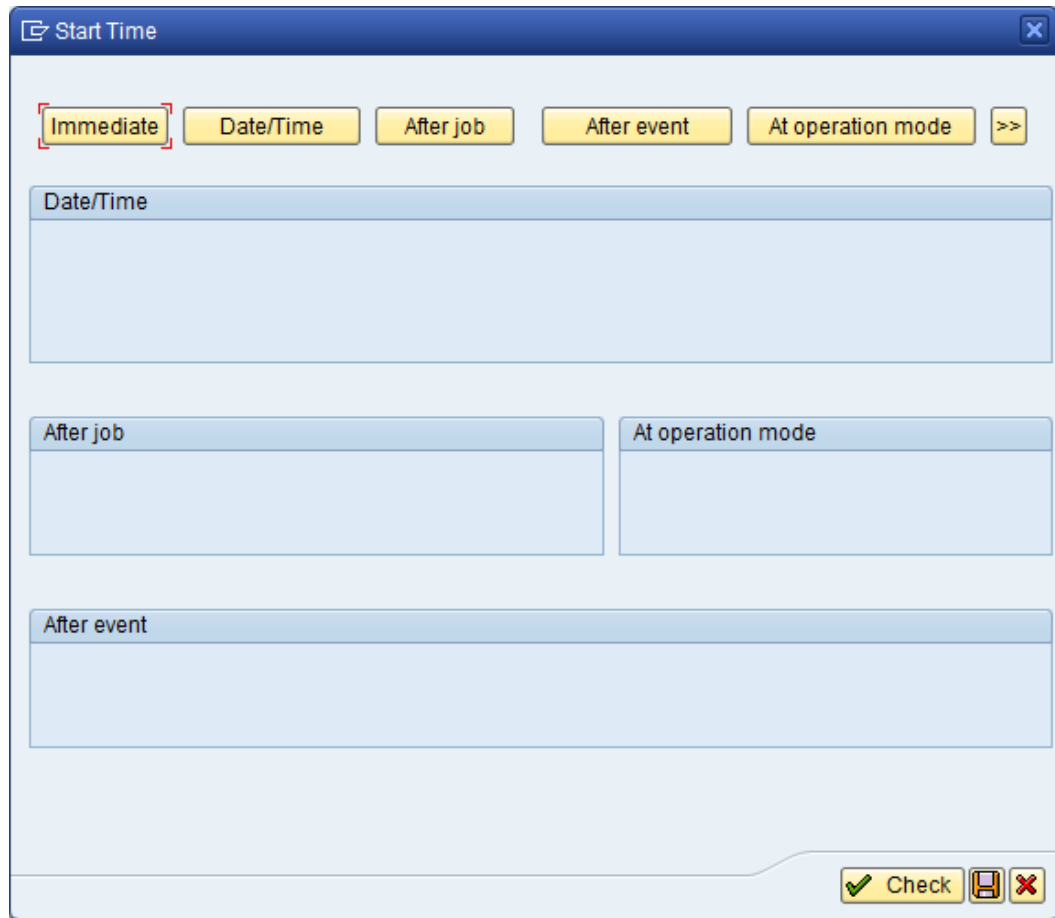 Start Time
Immediate Date/Time After job After event At operation mode >>
Date/Time
After job At operation mode
After event
Check